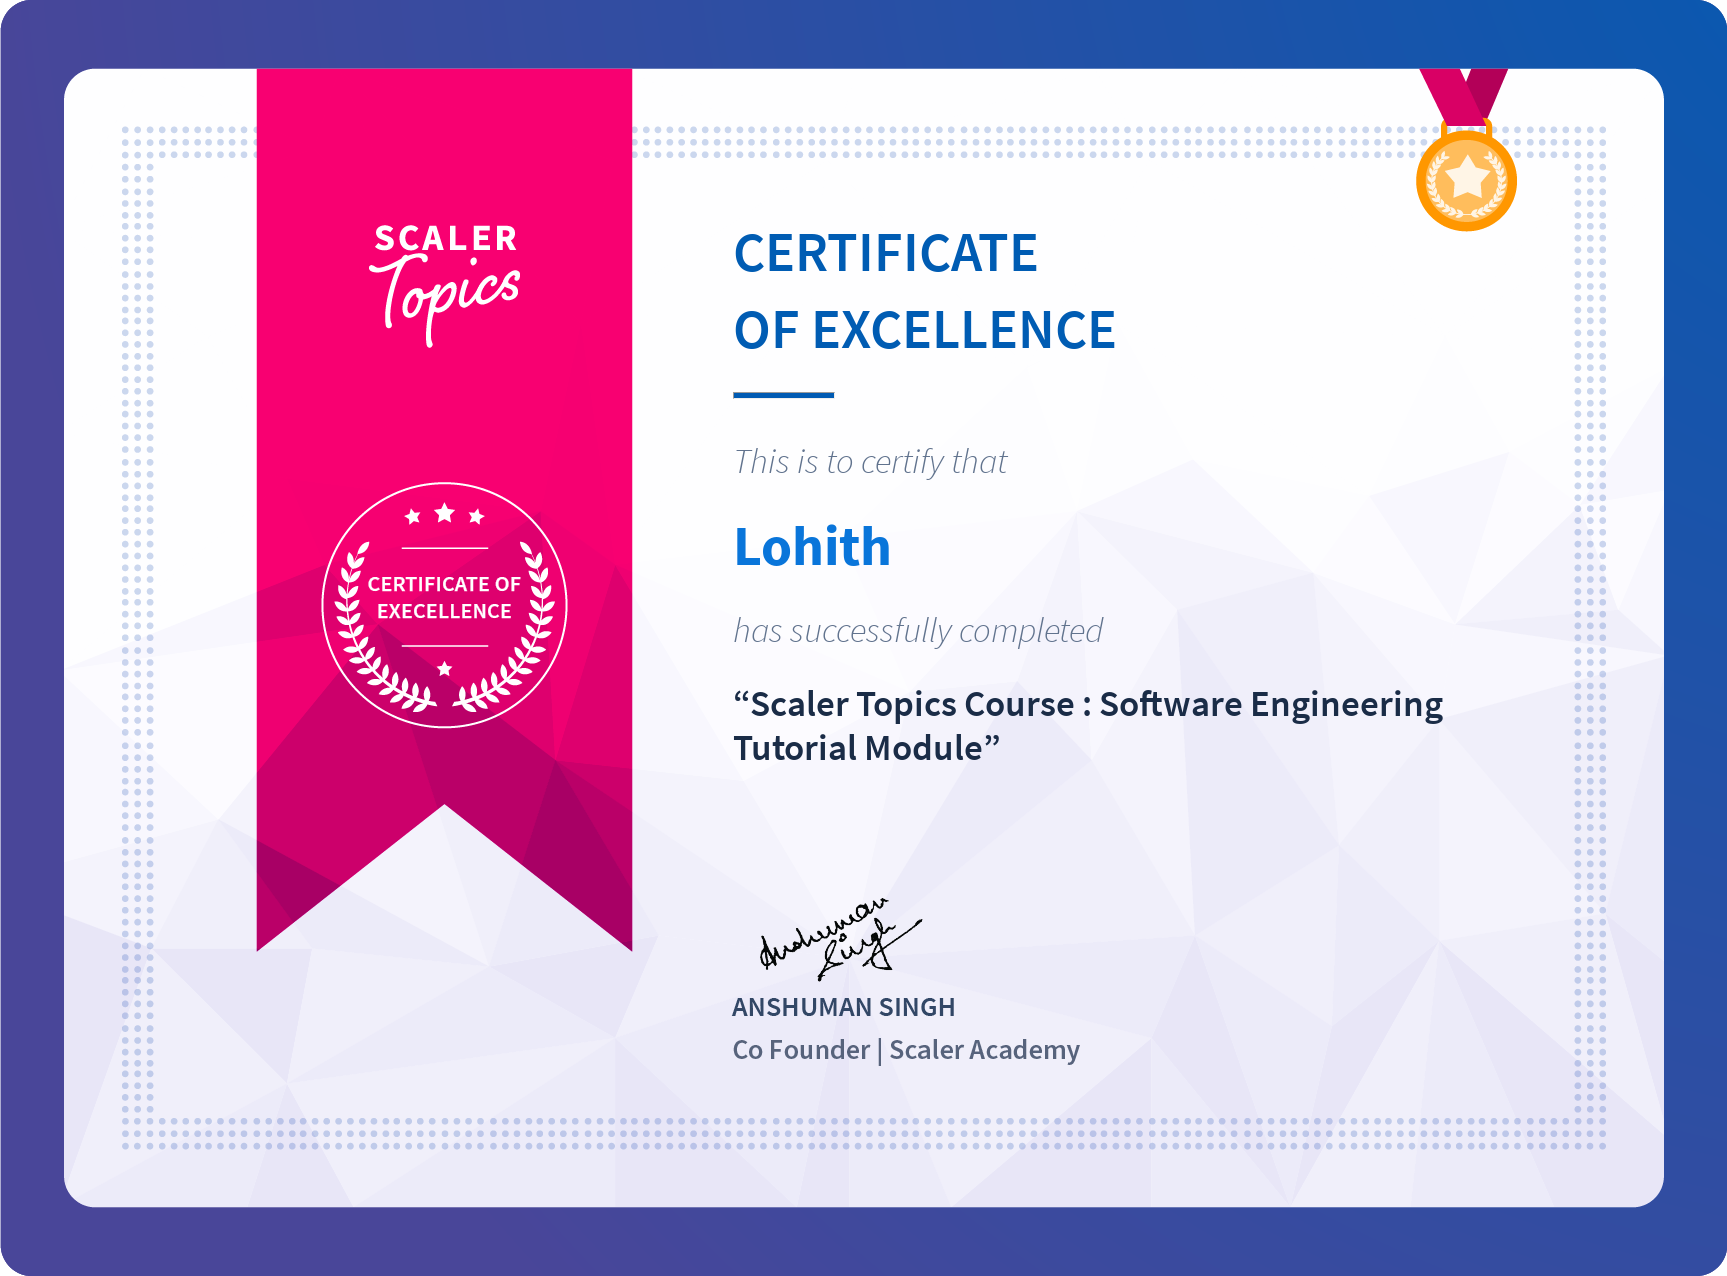 SCALER
Topics
CERTIFICATE OF
EXECELLENCE
CERTIFICATE
OF EXCELLENCE
This is to certify that
Lohith
has successfully completed
“Scaler Topics Course : Software Engineering
Tutorial Module”
Anshuman
Singh
ANSHUMAN SINGH
Co Founder | Scaler Academy